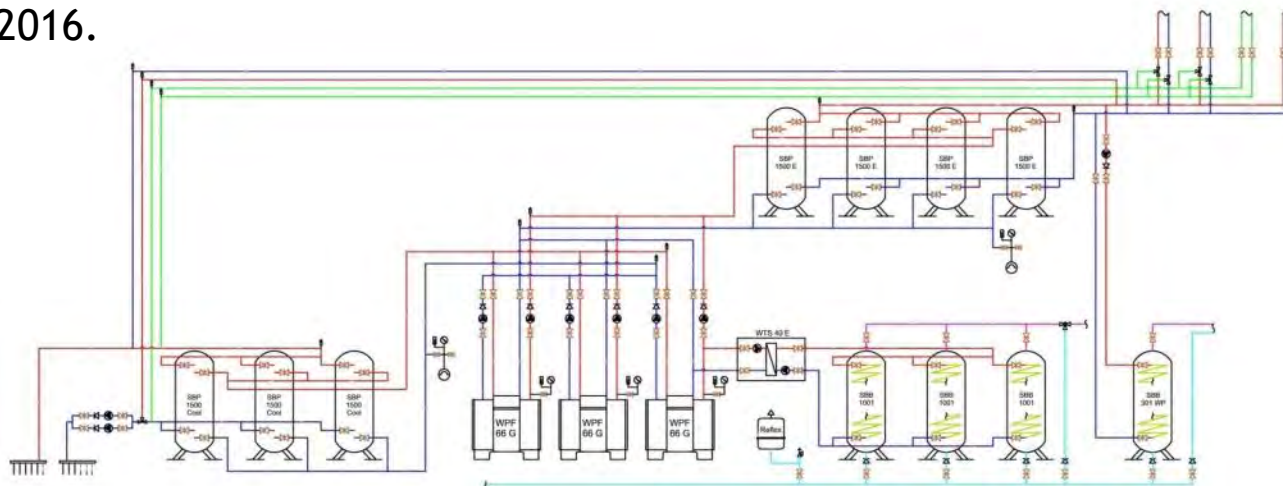 2016.
SBP
1500 E
SBP
1500 E
SBP
1500 E
SBP
1500 E
WTS 40 E
SBP
1500
Cool
SBP
1500
Cool
SBP
1500
Cool
WPF
66 G
WPF
66 G
WPF
66 G
Reflex
SBB
1001
SBB
1001
SBB
1001
SBB
301 WP